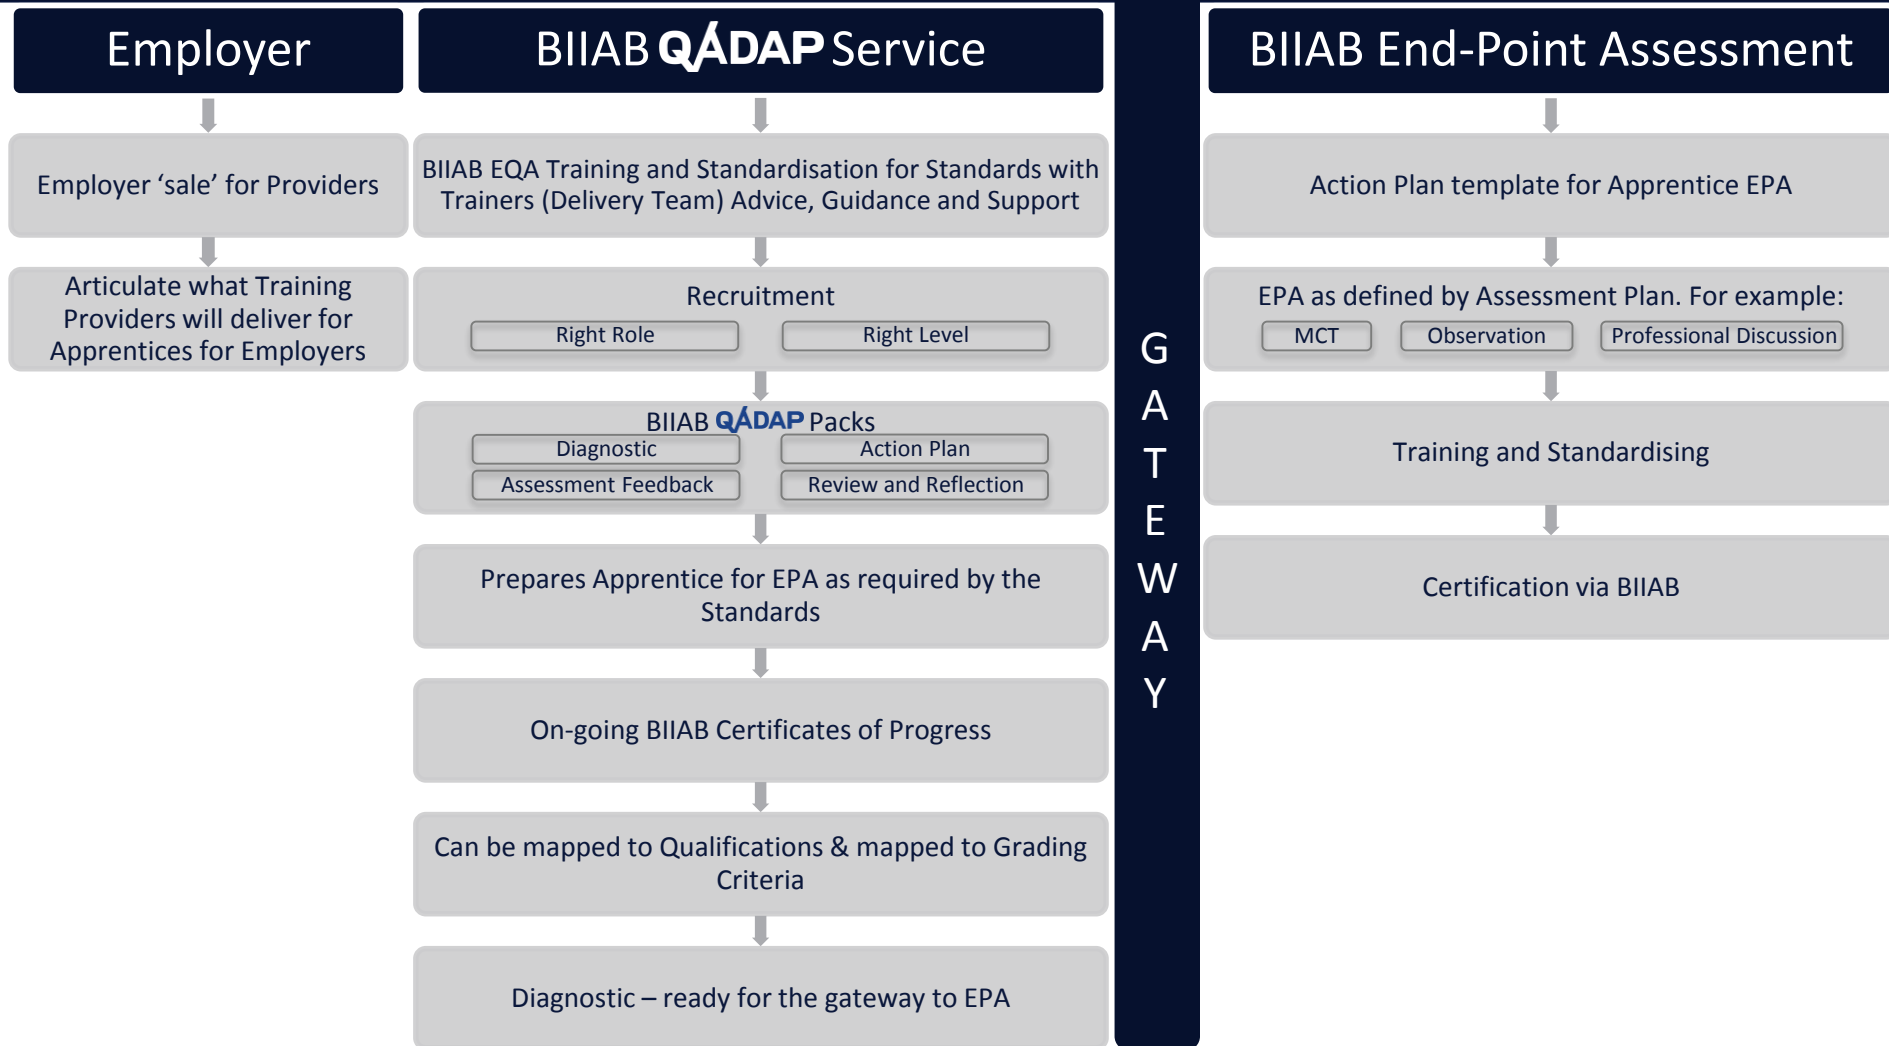 Employer
Employer ‘sale’ for Providers
Articulate what Training
Providers will deliver for
Apprentices for Employers
BIIAB QÁDAP Service
BIIAB EQA Training and Standardisation for Standards with
Trainers (Delivery Team) Advice, Guidance and Support
Recruitment
Right Role
Right Level
BIIAB QÁDAP Packs
Diagnostic
Action Plan
Assessment Feedback
Review and Reflection
Prepares Apprentice for EPA as required by the
Standards
On-going BIIAB Certificates of Progress
Can be mapped to Qualifications & mapped to Grading
Criteria
Diagnostic – ready for the gateway to EPA
G
A
T
E
W
A
Y
BIIAB End-Point Assessment
Action Plan template for Apprentice EPA
EPA as defined by Assessment Plan. For example:
MCT
Observation
Professional Discussion
Training and Standardising
Certification via BIIAB